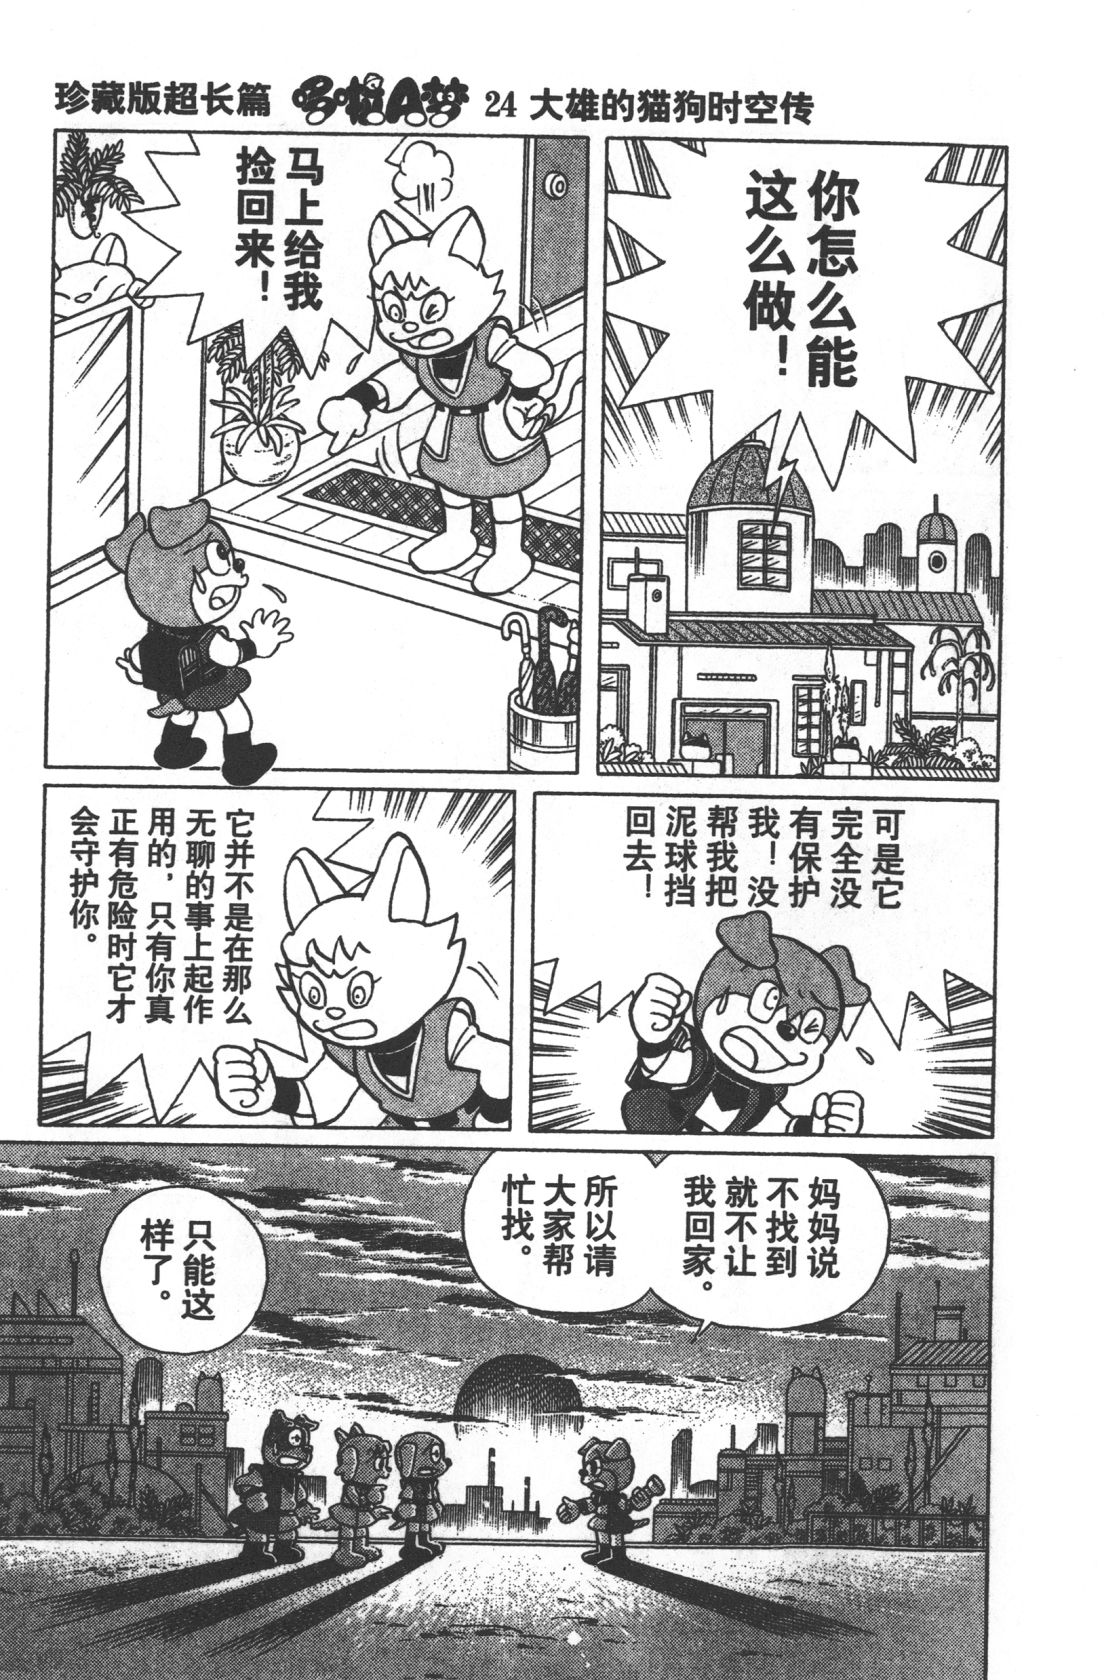 珍藏版超长篇 哆啦A梦 24 大雄的猫狗时空传
你怎么能
这么做！
马上给我
捡回来！
可是它
完全没
有保护
我！没
帮我把
泥球挡
回去！
它并不是在那么
无聊的事上起作
用的，只有你真
正有危险时它才
会守护你。
妈妈说
不找到
就不让
我回家。
所以请
大家帮
忙找。
只能这
样了。